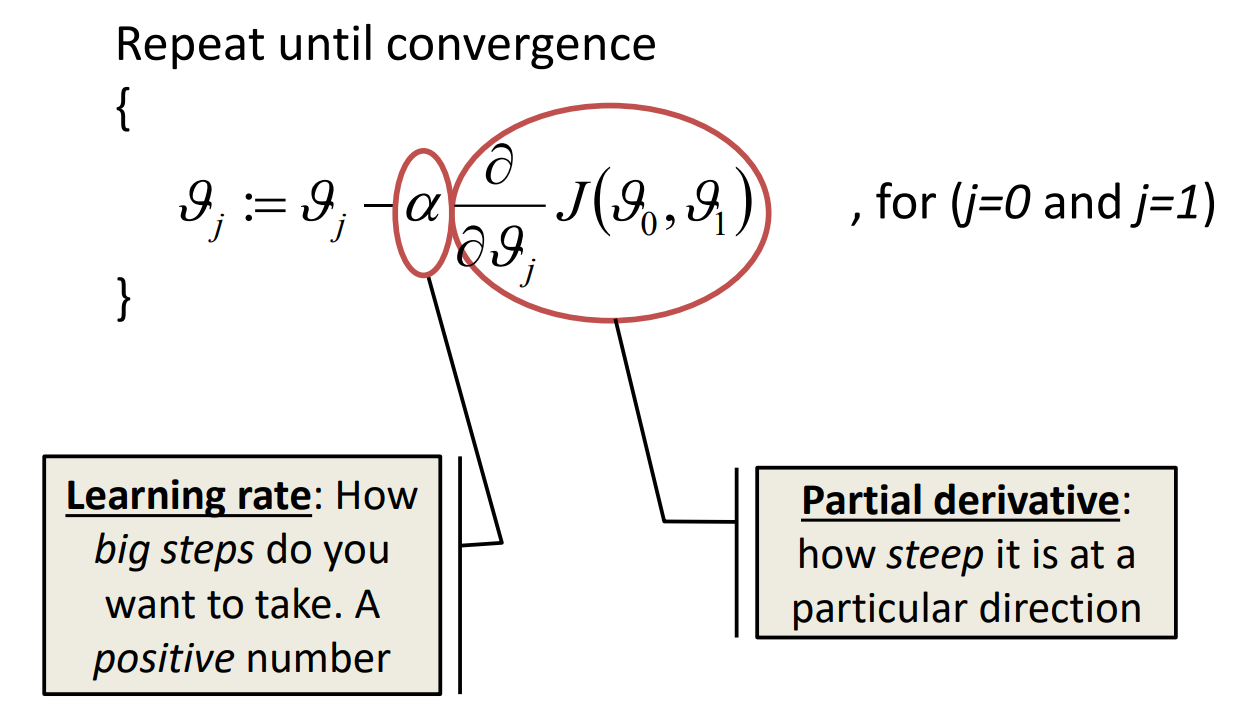 Repeat until convergence
{
ϑj := ϑj − α ∂/∂ϑj J(ϑ0, ϑ1) , for (j=0 and j=1)
}
Learning rate: How
big steps do you
want to take. A
positive number
Partial derivative:
how steep it is at a
particular direction